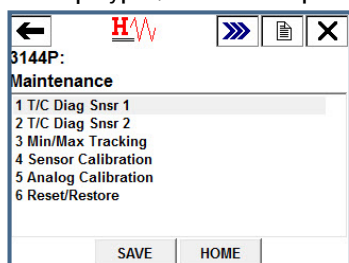 H
3144P:
Maintenance
1 T/C Diag Snsr 1
2 T/C Diag Snsr 2
3 Min/Max Tracking
4 Sensor Calibration
5 Analog Calibration
6 Reset/Restore
SAVE HOME